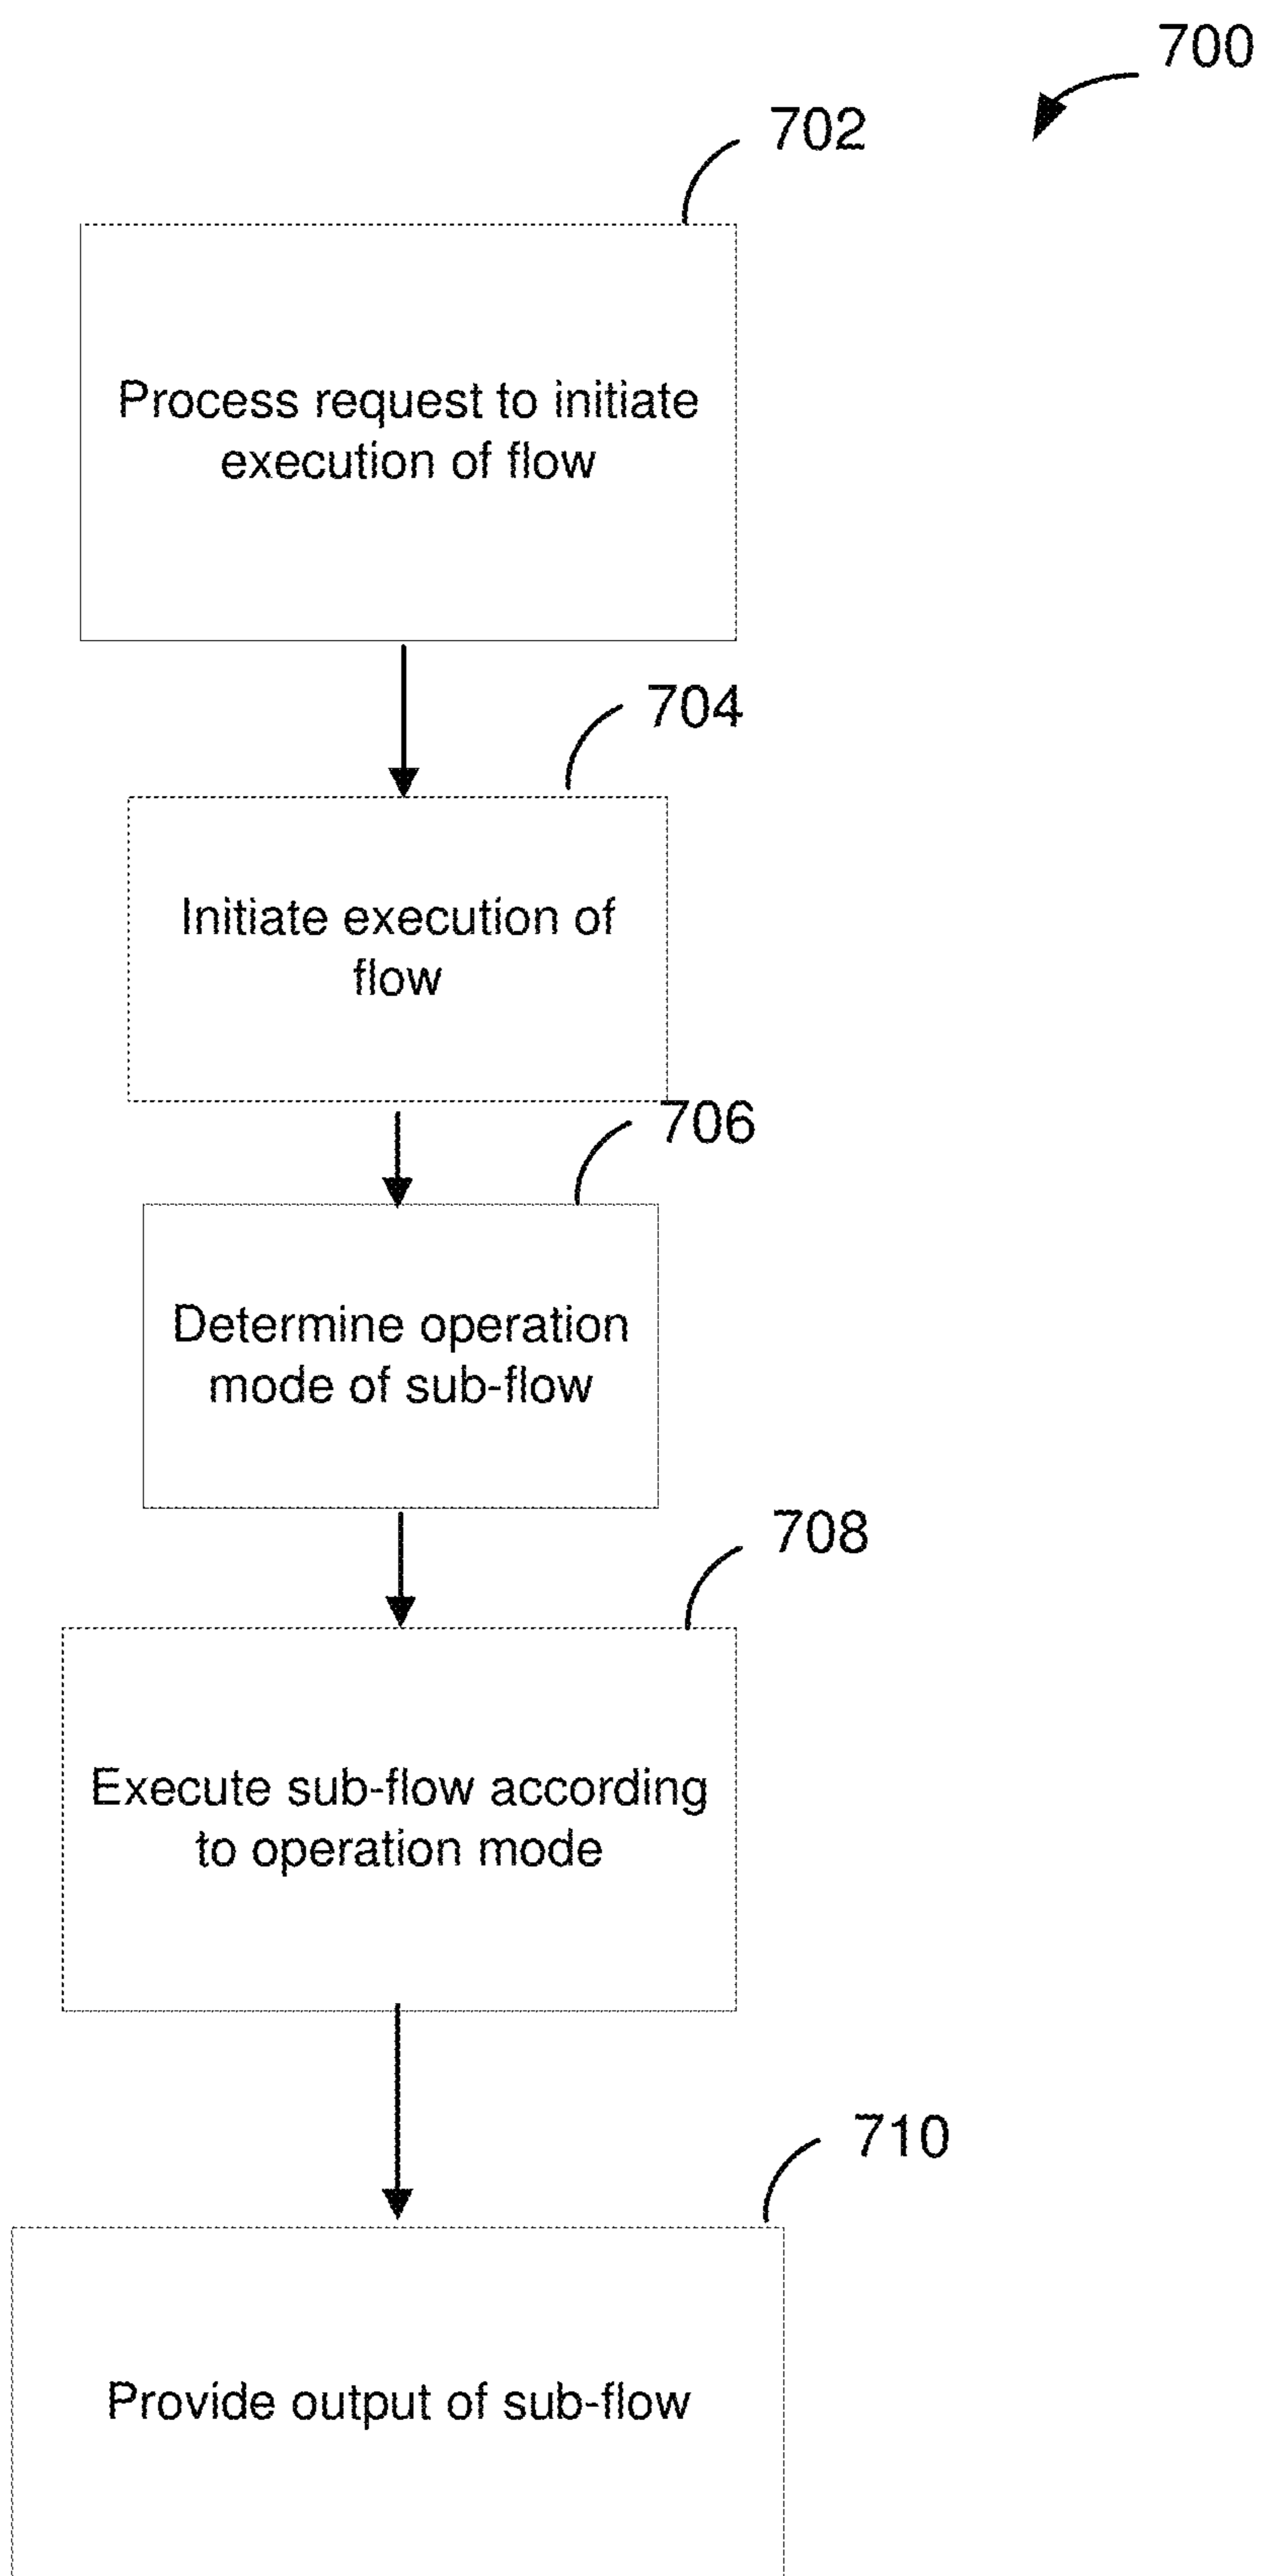 700
702
Process request to initiate
execution of flow
704
Initiate execution of
flow
706
Determine operation
mode of sub-flow
708
Execute sub-flow according
to operation mode
710
Provide output of sub-flow